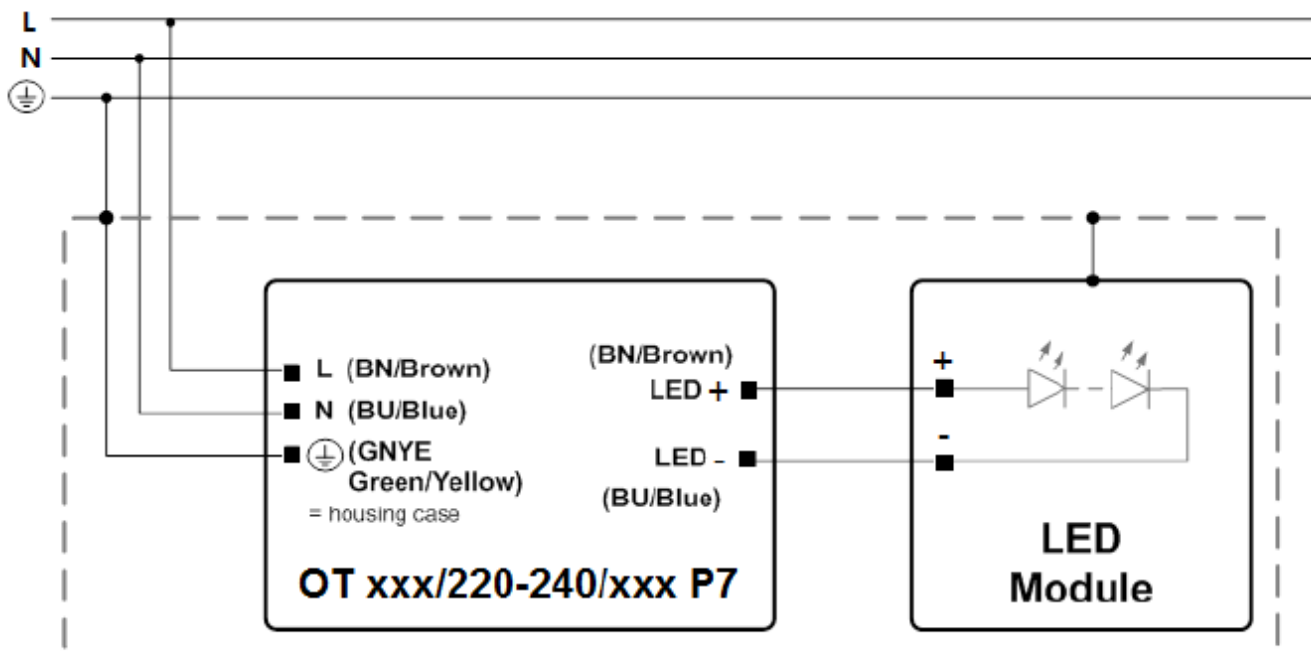 L
N
L (BN/Brown)
N (BU/Blue)
(GNYE
Green/Yellow)
= housing case
(BN/Brown)
LED +
LED -
(BU/Blue)
OT xxx/220-240/xxx P7
+
-
LED
Module